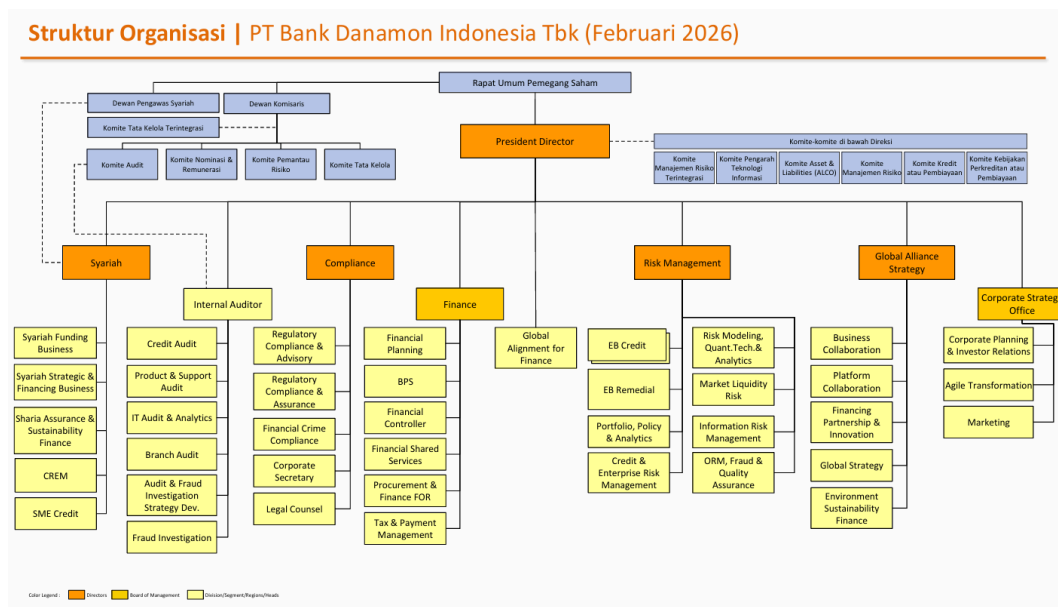 Struktur Organisasi | PT Bank Danamon Indonesia Tbk (Februari 2026)
Rapat Umum Pemegang Saham
Dewan Pengawas Syariah
Dewan Komisaris
Komite Tata Kelola Terintegrasi
President Director
Komite-komite di bawah Direksi
Komite Audit
Komite Nominasi &
Remunerasi
Komite Pemantau
Risiko
Komite Tata Kelola
Komite
Manajemen Risiko
Terintegrasi
Komite Pengarah
Teknologi
Informasi
Komite Asset &
Liabilities (ALCO)
Komite
Manajemen Risiko
Komite Kredit
atau Pembiayaan
Komite Kebijakan
Perkreditan atau
Pembiayaan
Syariah
Compliance
Risk Management
Global Alliance
Strategy
Internal Auditor
Finance
Corporate Strategy
Office
Syariah Funding
Business
Syariah Strategic &
Financing Business
Sharia Assurance &
Sustainability
Finance
CREM
SME Credit
Credit Audit
Product & Support
Audit
IT Audit & Analytics
Branch Audit
Audit & Fraud
Investigation
Strategy Dev.
Fraud Investigation
Regulatory
Compliance &
Advisory
Regulatory
Compliance &
Assurance
Financial Crime
Compliance
Corporate
Secretary
Legal Counsel
Financial
Planning
BPS
Financial
Controller
Financial Shared
Services
Procurement &
Finance FOR
Tax & Payment
Management
Global
Alignment for
Finance
EB Credit
EB Remedial
Portfolio, Policy
& Analytics
Credit &
Enterprise Risk
Management
Risk Modeling,
Quant.Tech.&
Analytics
Market Liquidity
Risk
Information Risk
Management
ORM, Fraud &
Quality
Assurance
Business
Collaboration
Platform
Collaboration
Financing
Partnership &
Innovation
Global Strategy
Environment
Sustainability
Finance
Corporate Planning
& Investor Relations
Agile Transformation
Marketing
Color Legend :
Directors
Board of Management
Division/Segment/Regions/Heads